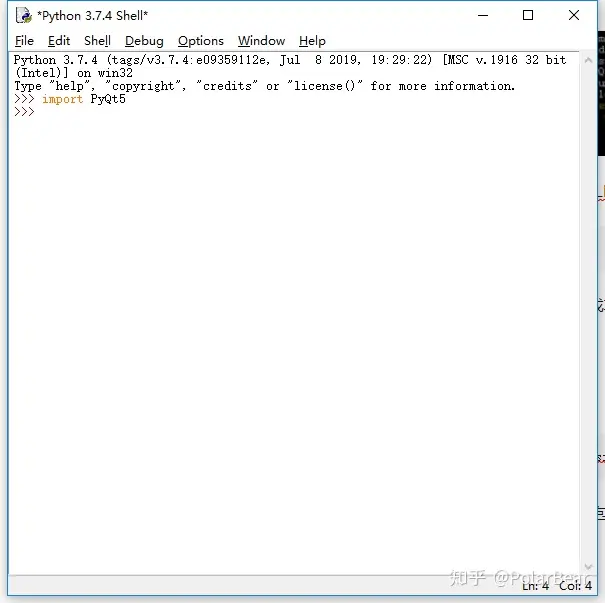 *Python 3.7.4 Shell*
File Edit Shell Debug Options Window Help
Python 3.7.4 (tags/v3.7.4:e09359112e, Jul  8 2019, 19:29:22) [MSC v.1916 32 bit
(Intel)] on win32
Type "help", "copyright", "credits" or "license()" for more information.
>>> import PyQt5
>>>
知乎 @PolarBear
Ln: 4 Col: 4